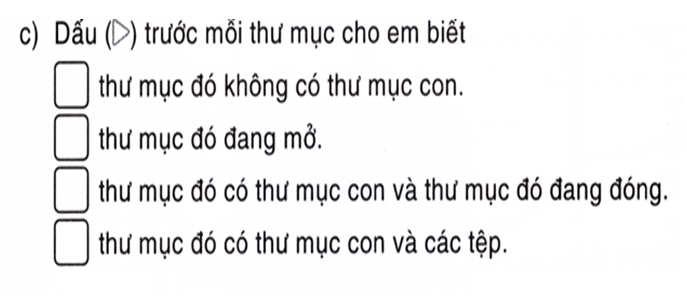 c) Dấu (▷) trước mỗi thư mục cho em biết
thư mục đó không có thư mục con.
thư mục đó đang mở.
thư mục đó có thư mục con và thư mục đó đang đóng.
thư mục đó có thư mục con và các tệp.